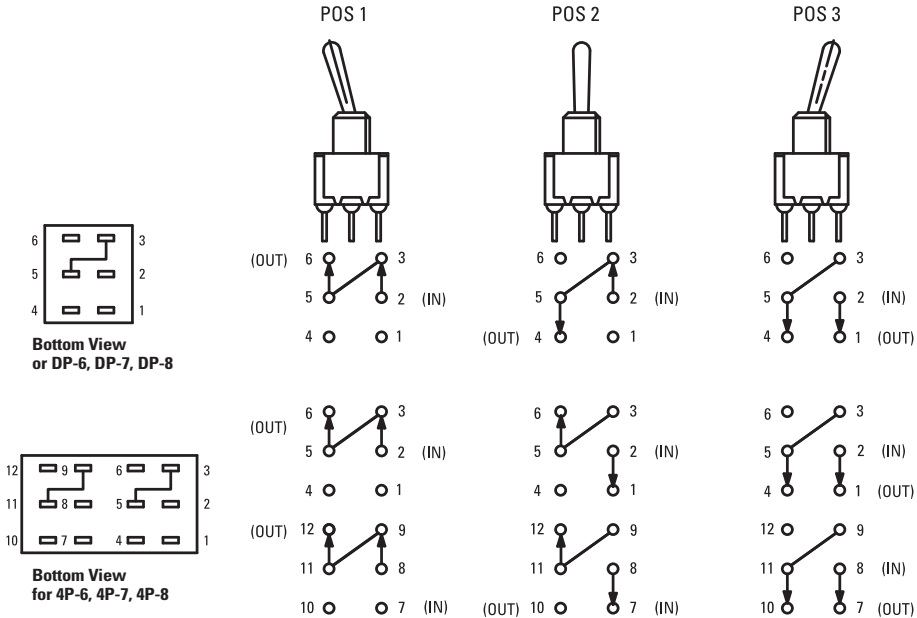 POS 1 POS 2 POS 3
6 3
5 2
4 1
Bottom View
or DP-6, DP-7, DP-8
(OUT) 6 3
5 2 (IN)
4 1
6 3
5 2 (IN)
(OUT) 4 1
6 3
5 2 (IN)
4 1 (OUT)
12 9 6 3
11 8 5 2
10 7 4 1
Bottom View
for 4P-6, 4P-7, 4P-8
(OUT) 6 3
5 2 (IN)
4 1
(OUT) 12 9
11 8
10 7 (IN)
6 3
5 2 (IN)
4 1
12 9
11 8
(OUT) 10 7 (IN)
6 3
5 2 (IN)
4 1 (OUT)
12 9
11 8 (IN)
10 7 (OUT)